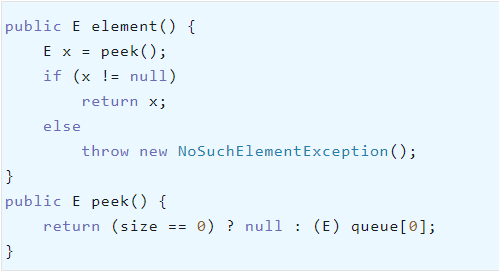 public E element() {
    E x = peek();
    if (x != null)
        return x;
    else
        throw new NoSuchElementException();
}
public E peek() {
    return (size == 0) ? null : (E) queue[0];
}